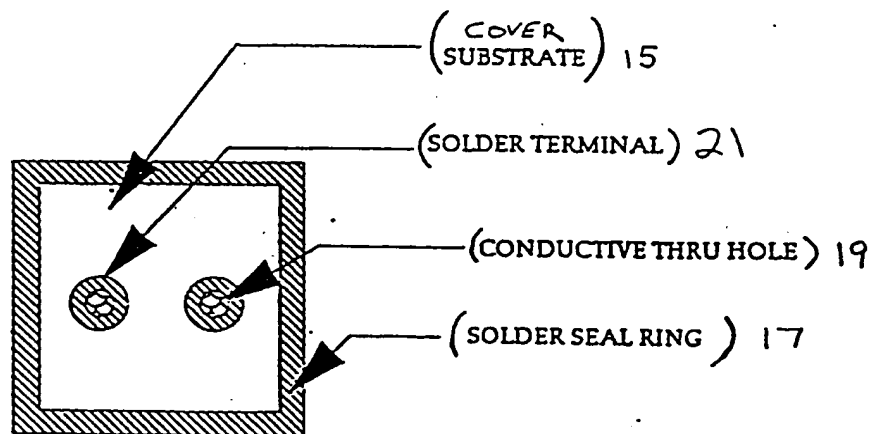 (COVER
SUBSTRATE) 15
(SOLDER TERMINAL) 21
(CONDUCTIVE THRU HOLE) 19
(SOLDER SEAL RING ) 17